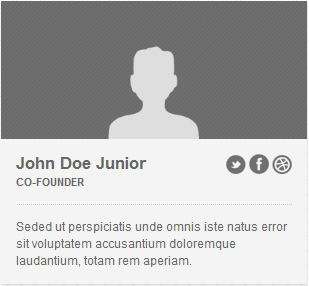 John Doe Junior
CO-FOUNDER
Seded ut perspiciatis unde omnis iste natus error
sit voluptatem accusantium doloremque
laudantium, totam rem aperiam.